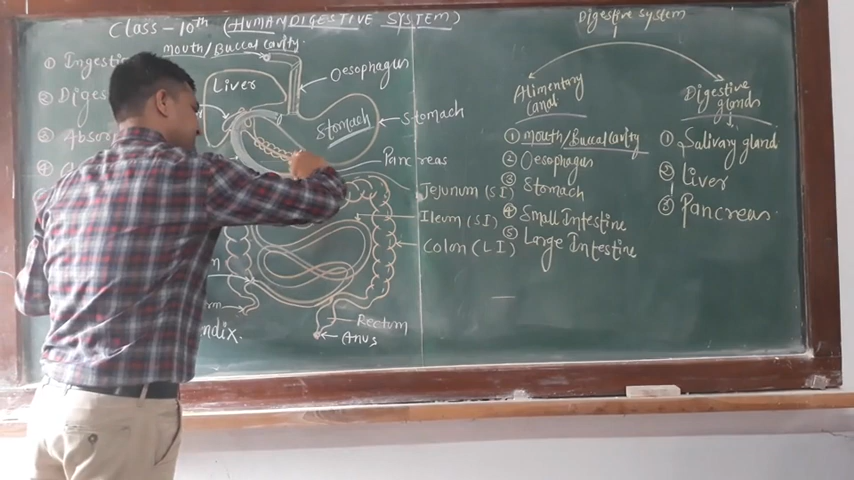 Class - 10th (HUMAN DIGESTIVE SYSTEM)
Mouth/Buccal Cavity
① Ingesti
② Diges
③ Absor
④
Liver
Oesophagus
Stomach
Stomach
Pancreas
Jejunum (SI)
Ileum (SI)
Colon (LI)
Rectum
Anus
ndix.
Digestive System
Alimentary
Canal
① Mouth/Buccal Cavity
② Oesophagus
③ Stomach
④ Small Intestine
⑤ Large Intestine
Digestive
glands
① Salivary gland
② Liver
③ Pancreas.